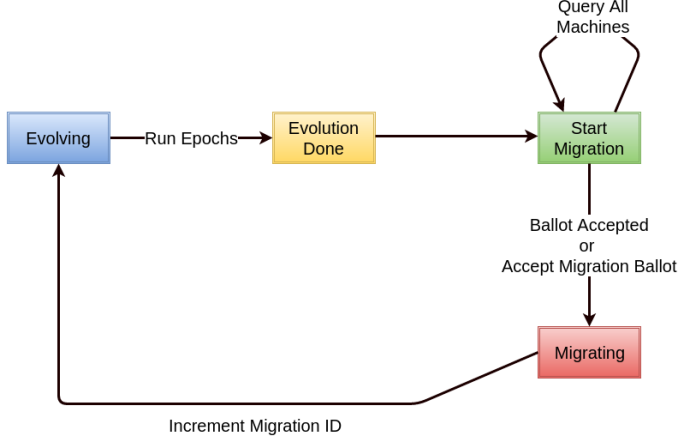 Query All
Machines
Evolving
Run Epochs
Evolution
Done
Start
Migration
Ballot Accepted
or
Accept Migration Ballot
Migrating
Increment Migration ID